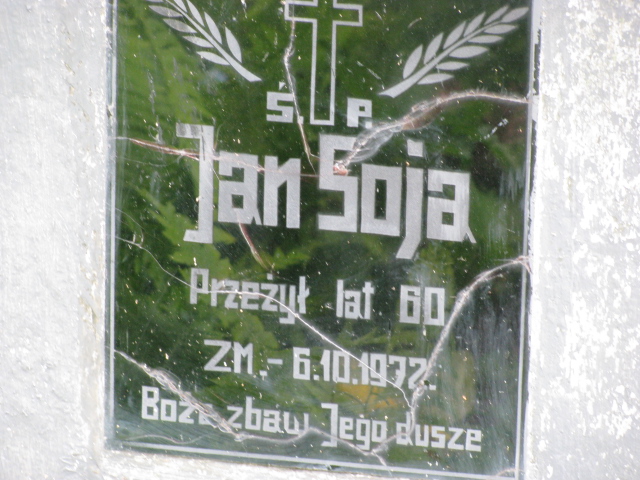 Ś. P.
Jan Soja
Przeżył lat 60.
ZM.- 6.10.1972.
Boże zbaw Jego dusze